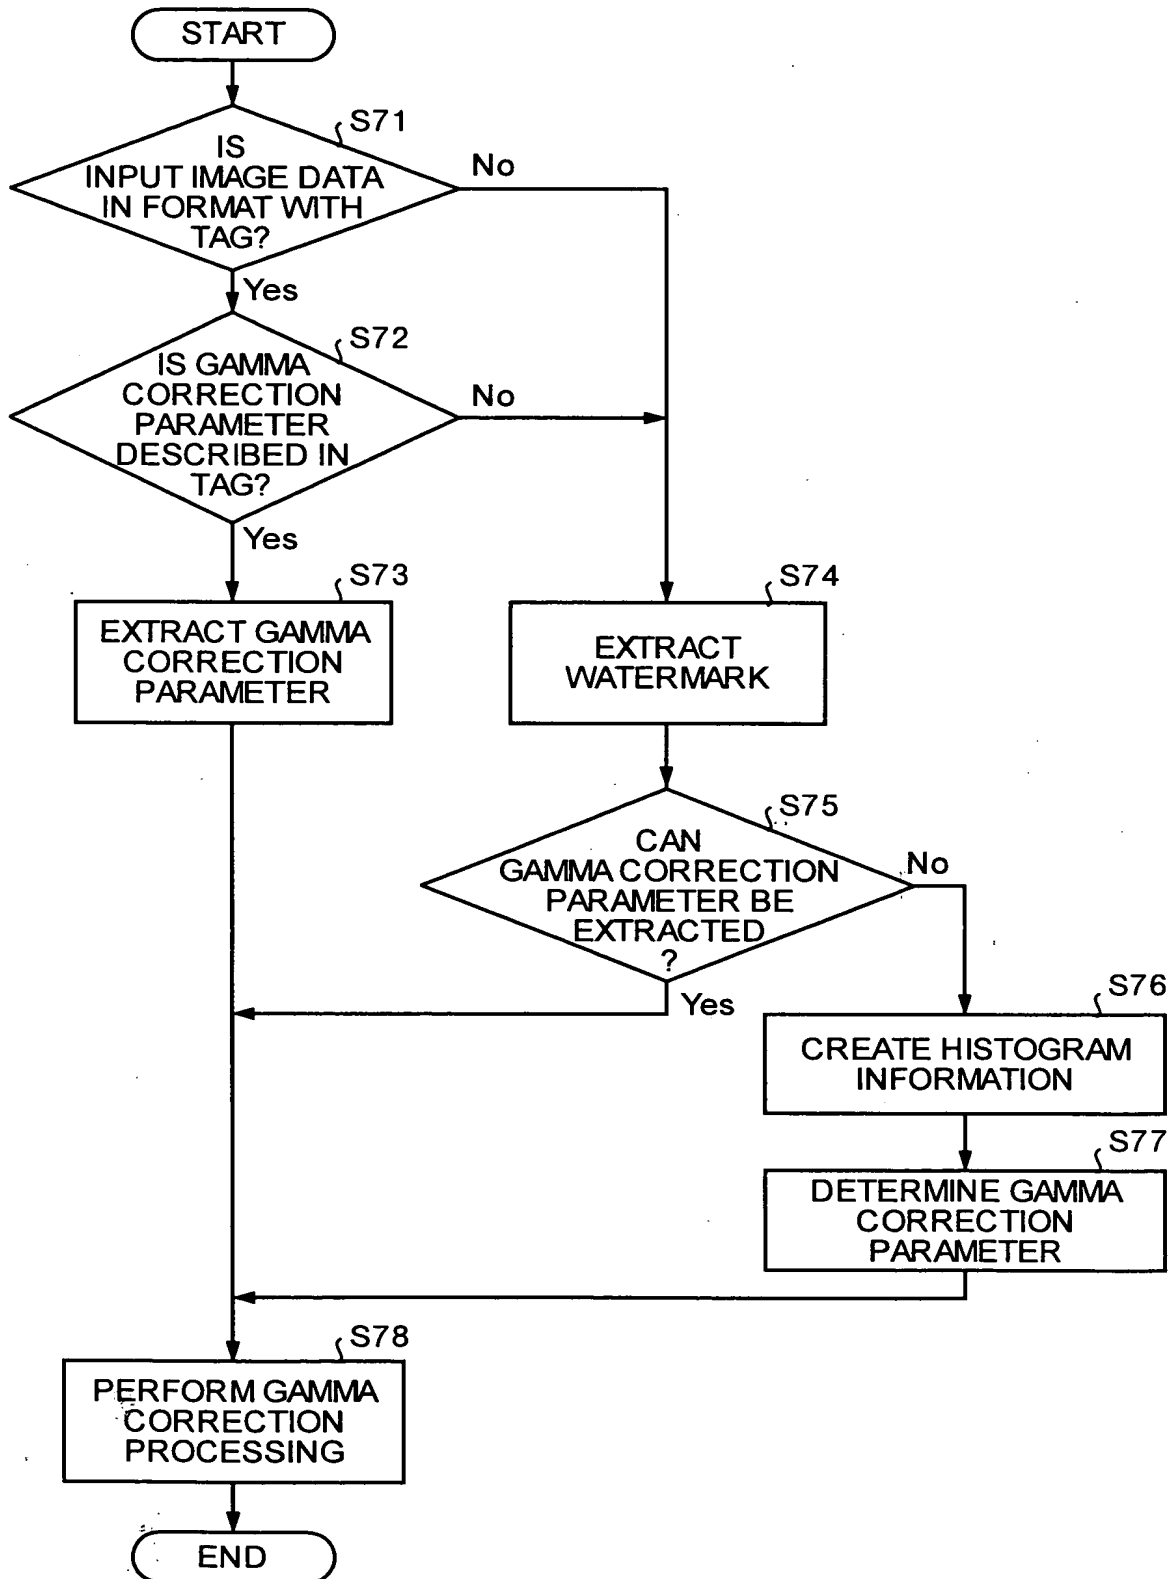 START
S71
IS
INPUT IMAGE DATA
IN FORMAT WITH
TAG?
No
Yes
S72
IS GAMMA
CORRECTION
PARAMETER
DESCRIBED IN
TAG?
No
Yes
S73
EXTRACT GAMMA
CORRECTION
PARAMETER
S74
EXTRACT
WATERMARK
S75
CAN
GAMMA CORRECTION
PARAMETER BE
EXTRACTED
?
No
Yes
S76
CREATE HISTOGRAM
INFORMATION
S77
DETERMINE GAMMA
CORRECTION
PARAMETER
S78
PERFORM GAMMA
CORRECTION
PROCESSING
END